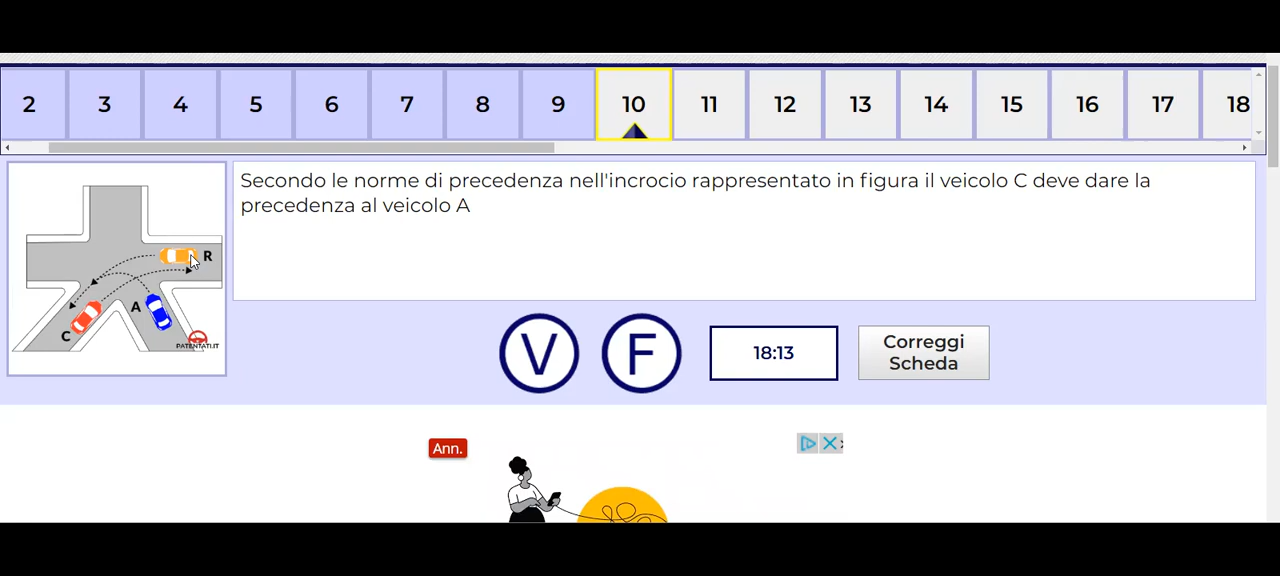 2 3 4 5 6 7 8 9 10 11 12 13 14 15 16 17 18
Secondo le norme di precedenza nell'incrocio rappresentato in figura il veicolo C deve dare la
precedenza al veicolo A
R
A
C
PATENTATI.IT
V F 18:13 Correggi
Scheda
Ann.